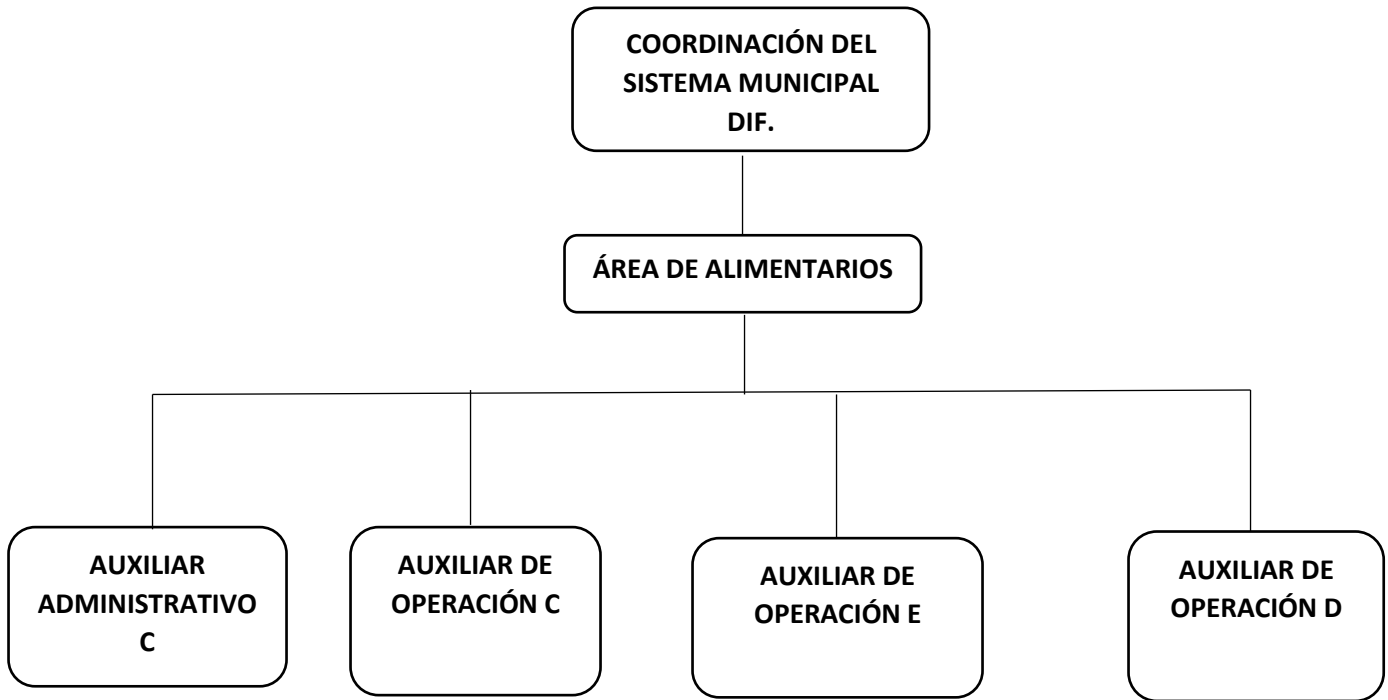 COORDINACIÓN DEL
SISTEMA MUNICIPAL
DIF.
ÁREA DE ALIMENTARIOS
AUXILIAR
ADMINISTRATIVO
C
AUXILIAR DE
OPERACIÓN C
AUXILIAR DE
OPERACIÓN E
AUXILIAR DE
OPERACIÓN D